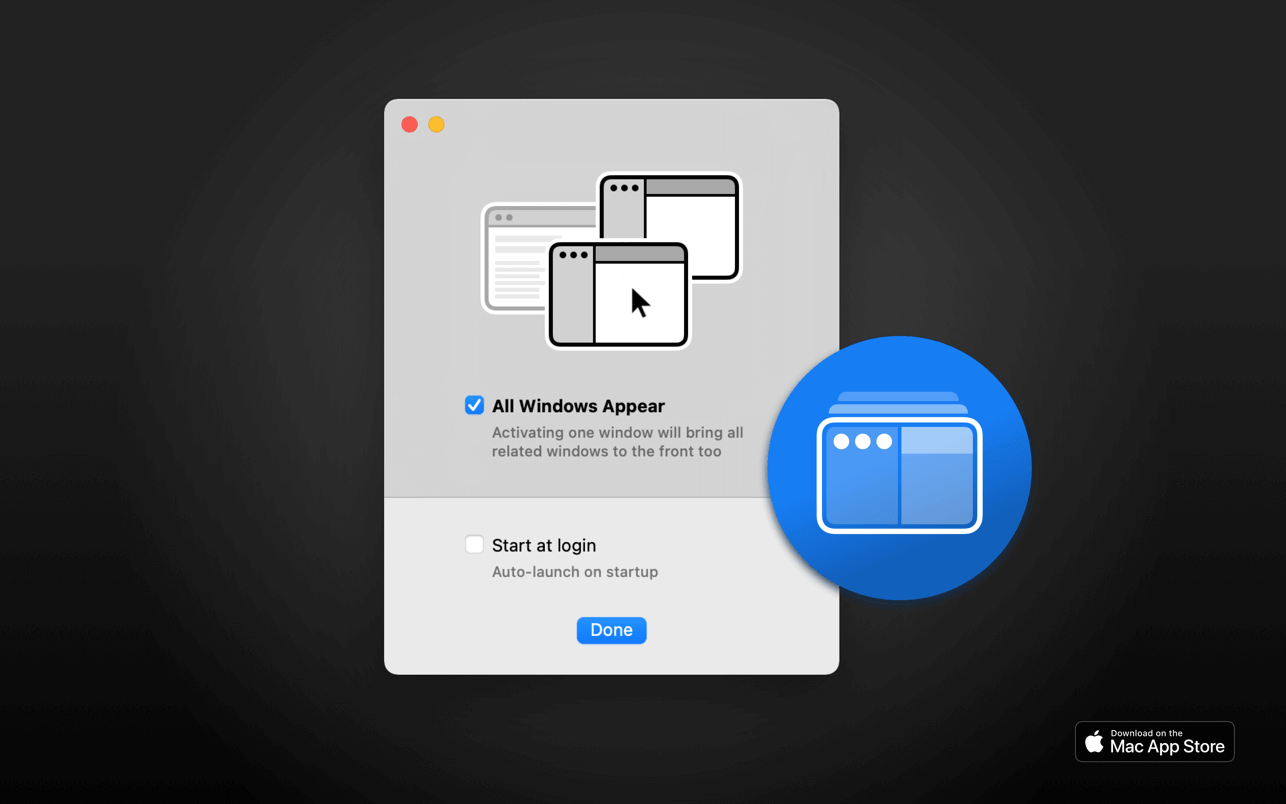 All Windows Appear
Activating one window will bring all
related windows to the front too
Start at login
Auto-launch on startup
Done
Download on the
Mac App Store